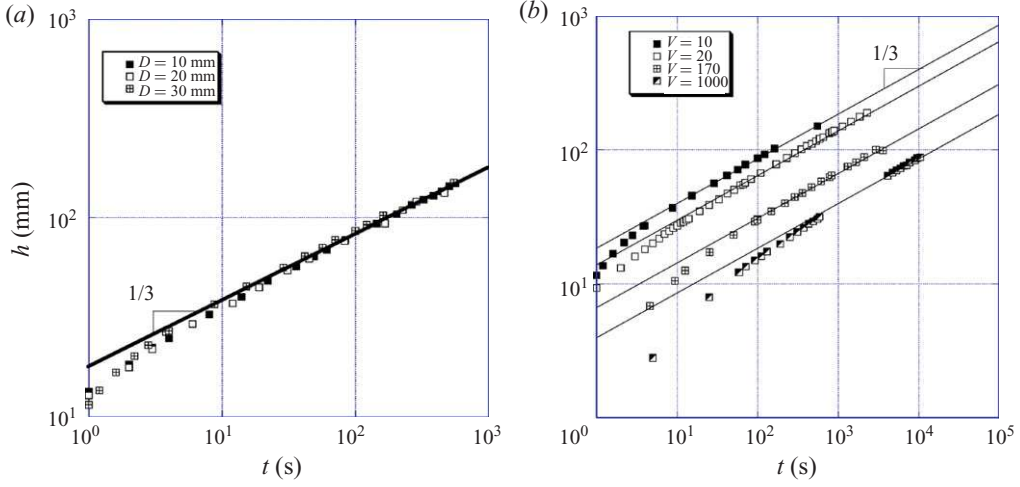 (a)
10³
D = 10 mm
D = 20 mm
D = 30 mm
h (mm)
10²
1/3
10¹
10⁰ 10¹ 10² 10³
t (s)
(b)
10³
V = 10
V = 20
V = 170
V = 1000
1/3
10²
10¹
10⁰ 10¹ 10² 10³ 10⁴ 10⁵
t (s)